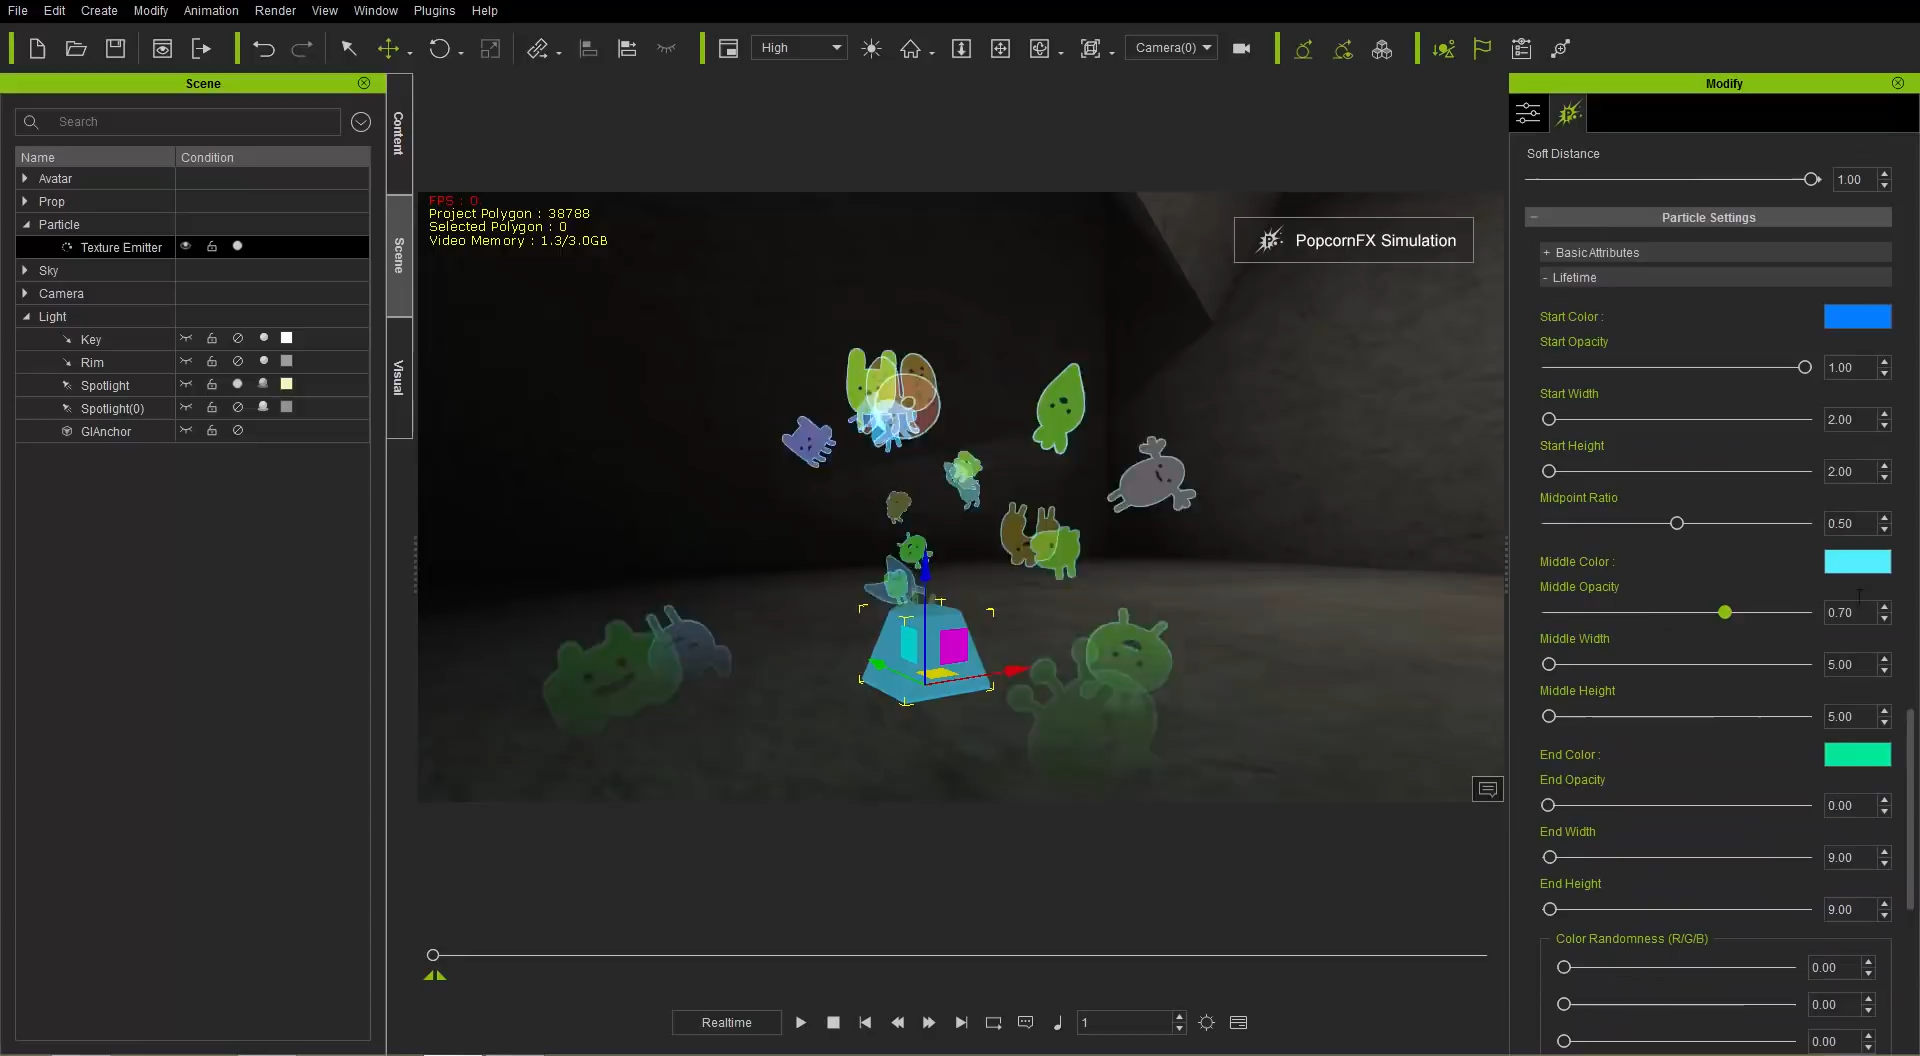 File Edit Create Modify Animation Render View Window Plugins Help
High
Camera(0)
Scene
Search
Name Condition
Avatar
Prop
Particle
Texture Emitter
Sky
Camera
Light
Key
Rim
Spotlight
Spotlight(0)
GIAnchor
Content
Scene
Visual
FPS : 0
Project Polygon : 38788
Selected Polygon : 0
Video Memory : 1.3/3.0GB
PopcornFX Simulation
Realtime
1
Modify
Soft Distance
1.00
- Particle Settings
+ Basic Attributes
- Lifetime
Start Color :
Start Opacity
1.00
Start Width
2.00
Start Height
2.00
Midpoint Ratio
0.50
Middle Color :
Middle Opacity
0.70
Middle Width
5.00
Middle Height
5.00
End Color :
End Opacity
0.00
End Width
9.00
End Height
9.00
Color Randomness (R/G/B)
0.00
0.00
0.00